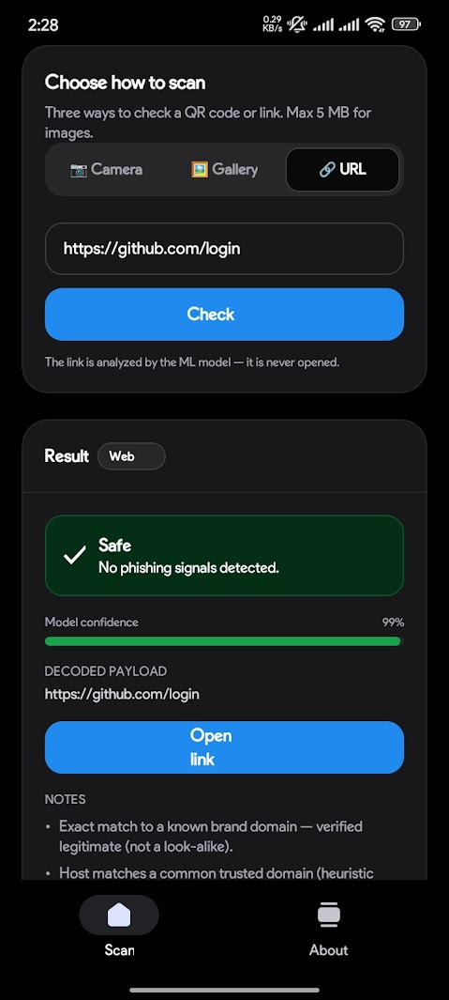 2:28
0.29
KB/s
97
Choose how to scan
Three ways to check a QR code or link. Max 5 MB for
images.
Camera
Gallery
URL
https://github.com/login
Check
The link is analyzed by the ML model — it is never opened.
Result
Web
Safe
No phishing signals detected.
Model confidence
99%
DECODED PAYLOAD
https://github.com/login
Open
link
NOTES
• Exact match to a known brand domain — verified
legitimate (not a look-alike).
• Host matches a common trusted domain (heuristic
Scan
About